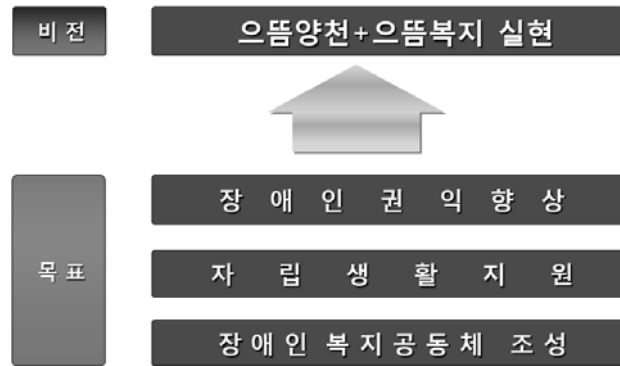 비전
으뜸양천+으뜸복지 실현
목표
장애인권익향상
자립생활지원
장애인복지공동체 조성